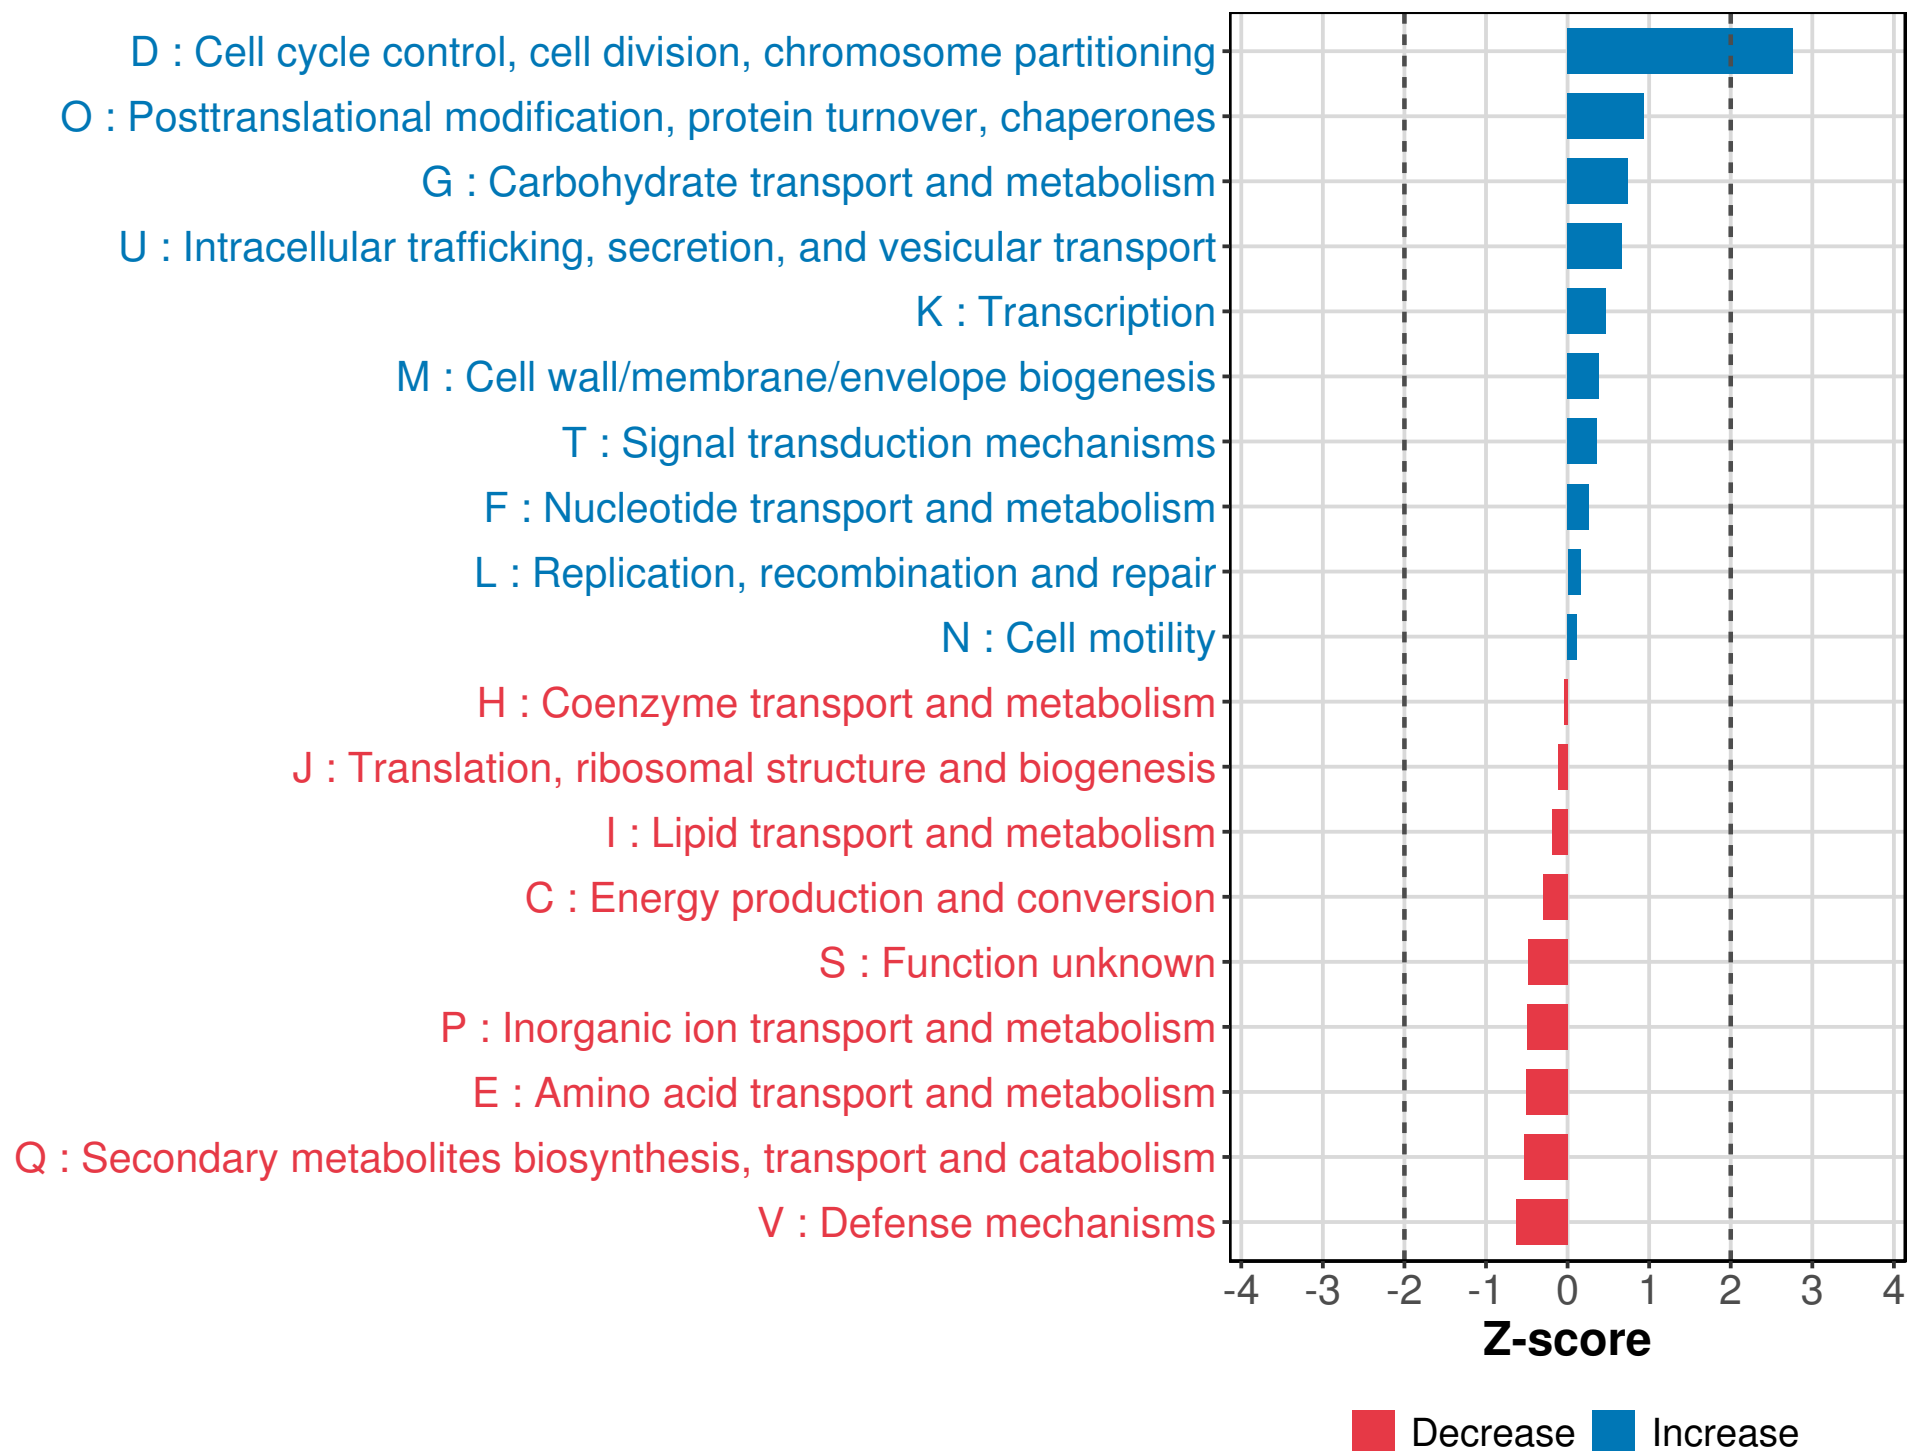 D : Cell cycle control, cell division, chromosome partitioning
O : Posttranslational modification, protein turnover, chaperones
G : Carbohydrate transport and metabolism
U : Intracellular trafficking, secretion, and vesicular transport
K : Transcription
M : Cell wall/membrane/envelope biogenesis
T : Signal transduction mechanisms
F : Nucleotide transport and metabolism
L : Replication, recombination and repair
N : Cell motility
H : Coenzyme transport and metabolism
J : Translation, ribosomal structure and biogenesis
I : Lipid transport and metabolism
C : Energy production and conversion
S : Function unknown
P : Inorganic ion transport and metabolism
E : Amino acid transport and metabolism
Q : Secondary metabolites biosynthesis, transport and catabolism
V : Defense mechanisms
-4 -3 -2 -1 0 1 2 3 4
Z-score
Decrease Increase